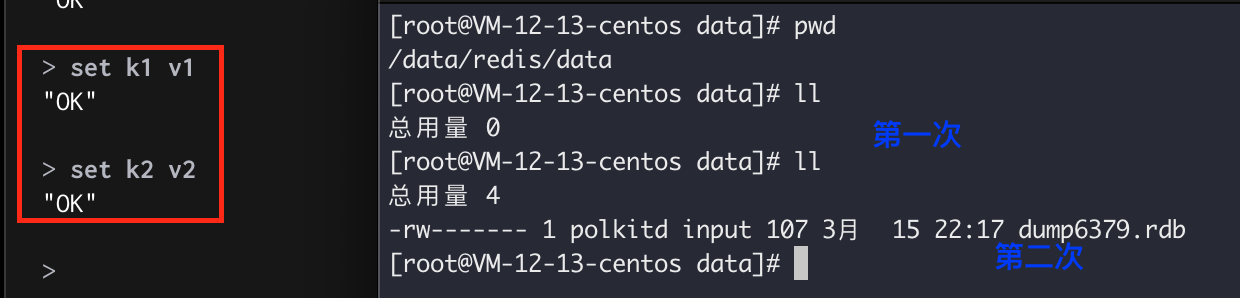 "OK"
> set k1 v1
"OK"
> set k2 v2
"OK"
>
[root@VM-12-13-centos data]# pwd
/data/redis/data
[root@VM-12-13-centos data]# ll
总用量 0
第一次
[root@VM-12-13-centos data]# ll
总用量 4
-rw------- 1 polkitd input 107 3月  15 22:17 dump6379.rdb
第二次
[root@VM-12-13-centos data]#